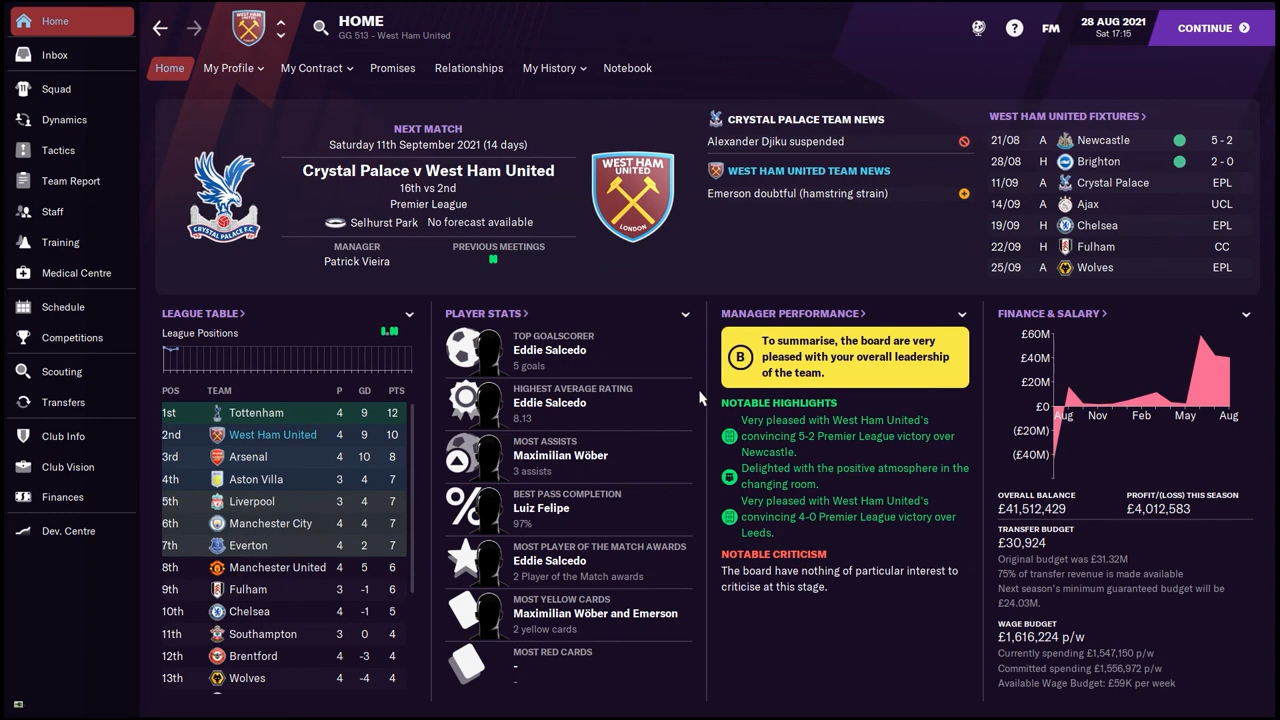 Home
Inbox
Squad
Dynamics
Tactics
Team Report
Staff
Training
Medical Centre
Schedule
Competitions
Scouting
Transfers
Club Info
Club Vision
Finances
Dev. Centre
WEST HAM UNITED
LONDON
HOME
GG 513 - West Ham United
?
FM
28 AUG 2021
Sat 17:15
CONTINUE
Home
My Profile
My Contract
Promises
Relationships
My History
Notebook
CRYSTAL PALACE F.C.
NEXT MATCH
Saturday 11th September 2021 (14 days)
Crystal Palace v West Ham United
16th vs 2nd
Premier League
Selhurst Park No forecast available
MANAGER
Patrick Vieira
PREVIOUS MEETINGS
WEST HAM UNITED
LONDON
CRYSTAL PALACE TEAM NEWS
Alexander Djiku suspended
WEST HAM UNITED TEAM NEWS
Emerson doubtful (hamstring strain)
WEST HAM UNITED FIXTURES
21/08 A Newcastle 5 - 2
28/08 H Brighton 2 - 0
11/09 A Crystal Palace EPL
14/09 A Ajax UCL
19/09 H Chelsea EPL
22/09 H Fulham CC
25/09 A Wolves EPL
LEAGUE TABLE
League Positions
POS TEAM P GD PTS
1st Tottenham 4 9 12
2nd West Ham United 4 9 10
3rd Arsenal 4 10 8
4th Aston Villa 3 4 7
5th Liverpool 3 4 7
6th Manchester City 4 4 7
7th Everton 4 2 7
8th Manchester United 4 5 6
9th Fulham 3 -1 6
10th Chelsea 4 -1 5
11th Southampton 3 0 4
12th Brentford 4 -3 4
13th Wolves 4 -4 4
PLAYER STATS
TOP GOALSCORER
Eddie Salcedo
5 goals
HIGHEST AVERAGE RATING
Eddie Salcedo
8.13
MOST ASSISTS
Maximilian Wöber
3 assists
%
BEST PASS COMPLETION
Luiz Felipe
97%
MOST PLAYER OF THE MATCH AWARDS
Eddie Salcedo
2 Player of the Match awards
MOST YELLOW CARDS
Maximilian Wöber and Emerson
2 yellow cards
MOST RED CARDS
-
-
MANAGER PERFORMANCE
B
To summarise, the board are very
pleased with your overall leadership
of the team.
NOTABLE HIGHLIGHTS
Very pleased with West Ham United's
convincing 5-2 Premier League victory over
Newcastle.
Delighted with the positive atmosphere in the
changing room.
Very pleased with West Ham United's
convincing 4-0 Premier League victory over
Leeds.
NOTABLE CRITICISM
The board have nothing of particular interest to
criticise at this stage.
FINANCE & SALARY
£60M
£40M
£20M
£0
(£20M)
(£40M)
Aug Nov Feb May Aug
OVERALL BALANCE
£41,512,429
PROFIT/(LOSS) THIS SEASON
£4,012,583
TRANSFER BUDGET
£30,924
Original budget was £31.32M
75% of transfer revenue is made available
Next season's minimum guaranteed budget will be
£24.03M.
WAGE BUDGET
£1,616,224 p/w
Currently spending £1,547,150 p/w
Committed spending £1,556,972 p/w
Available Wage Budget: £59K per week